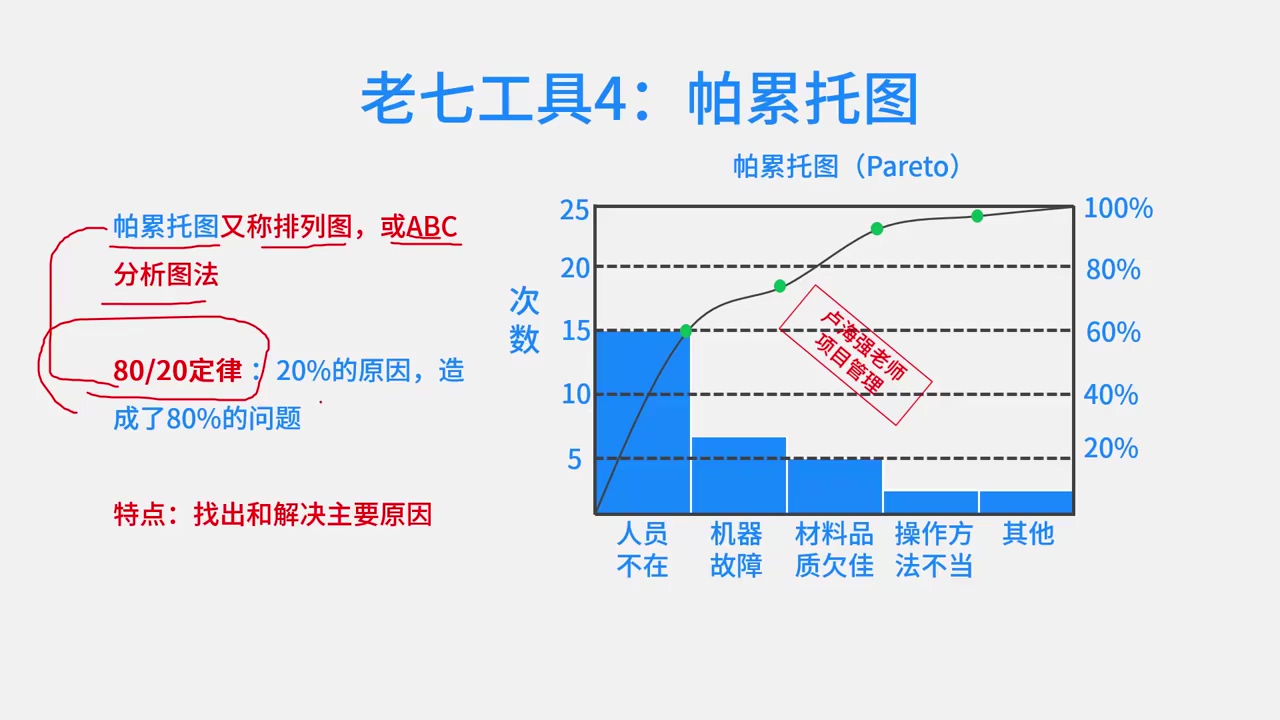 老七工具4：帕累托图
帕累托图（Pareto）
帕累托图又称排列图，或ABC
分析图法
80/20定律：20%的原因，造
成了80%的问题
特点：找出和解决主要原因
次
数
25
20
15
10
5
100%
80%
60%
40%
20%
卢海强老师
项目管理
人员
不在
机器
故障
材料品
质欠佳
操作方
法不当
其他